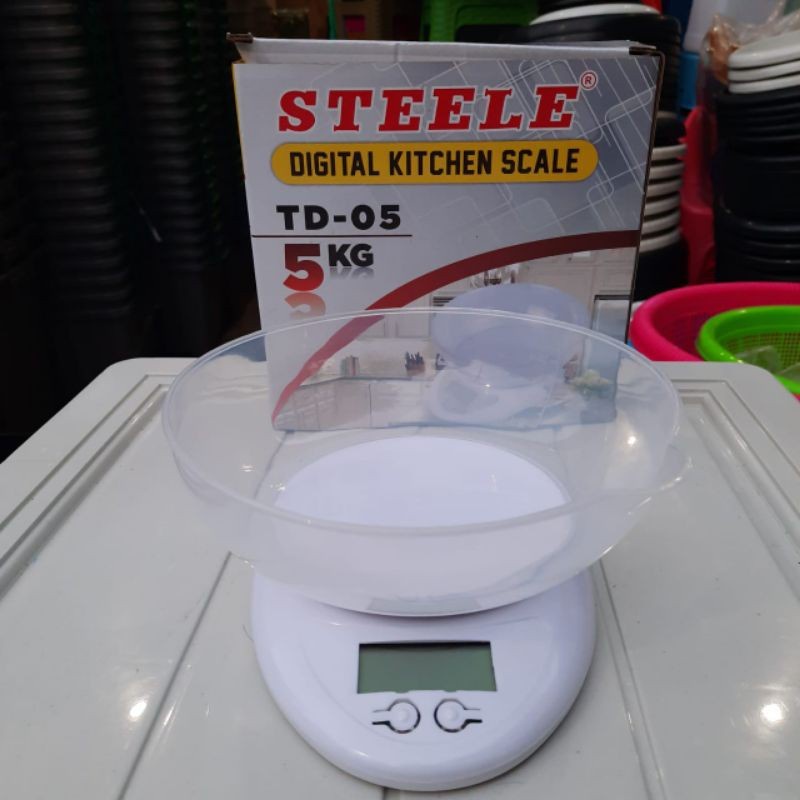 STEELE®
DIGITAL KITCHEN SCALE
TD-05
5KG